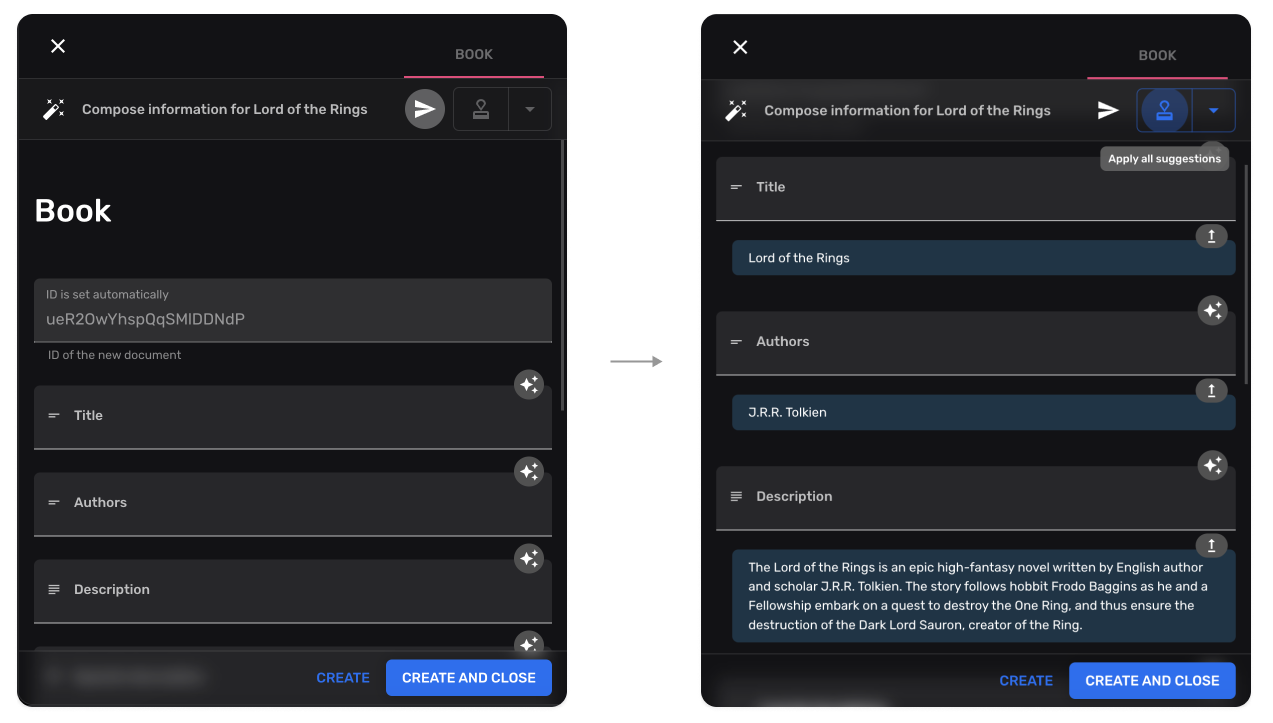 BOOK
Compose information for Lord of the Rings
Book
ID is set automatically
ueR2OwYhspQqSMlDDNdP
ID of the new document
Title
Authors
Description
CREATE
CREATE AND CLOSE
BOOK
Compose information for Lord of the Rings
Apply all suggestions
Title
Lord of the Rings
Authors
J.R.R. Tolkien
Description
The Lord of the Rings is an epic high-fantasy novel written by English author
and scholar J.R.R. Tolkien. The story follows hobbit Frodo Baggins as he and a
Fellowship embark on a quest to destroy the One Ring, and thus ensure the
destruction of the Dark Lord Sauron, creator of the Ring.
CREATE
CREATE AND CLOSE